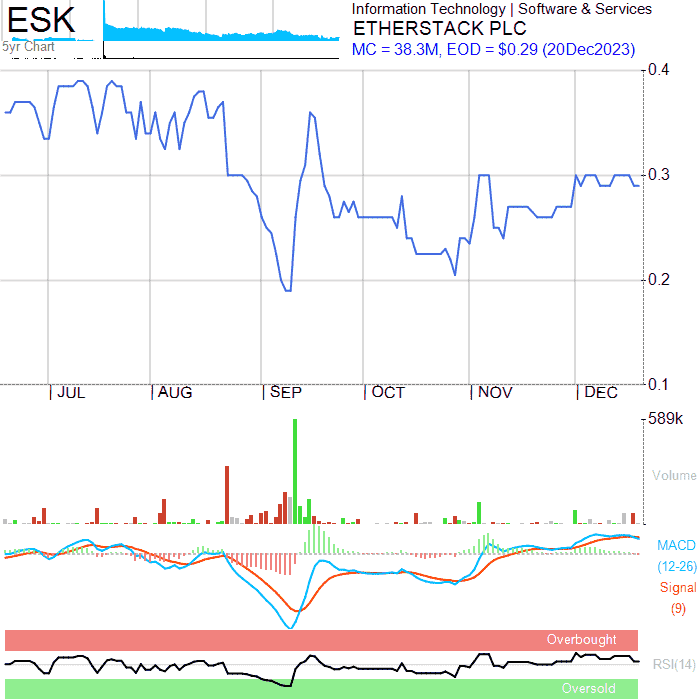 ESK
5yr Chart
Information Technology | Software & Services
ETHERSTACK PLC
MC = 38.3M, EOD = $0.29 (20Dec2023)
0.4
0.3
0.2
0.1
JUL AUG SEP OCT NOV DEC
589k
Volume
MACD
(12-26)
Signal
(9)
Overbought
RSI(14)
Oversold